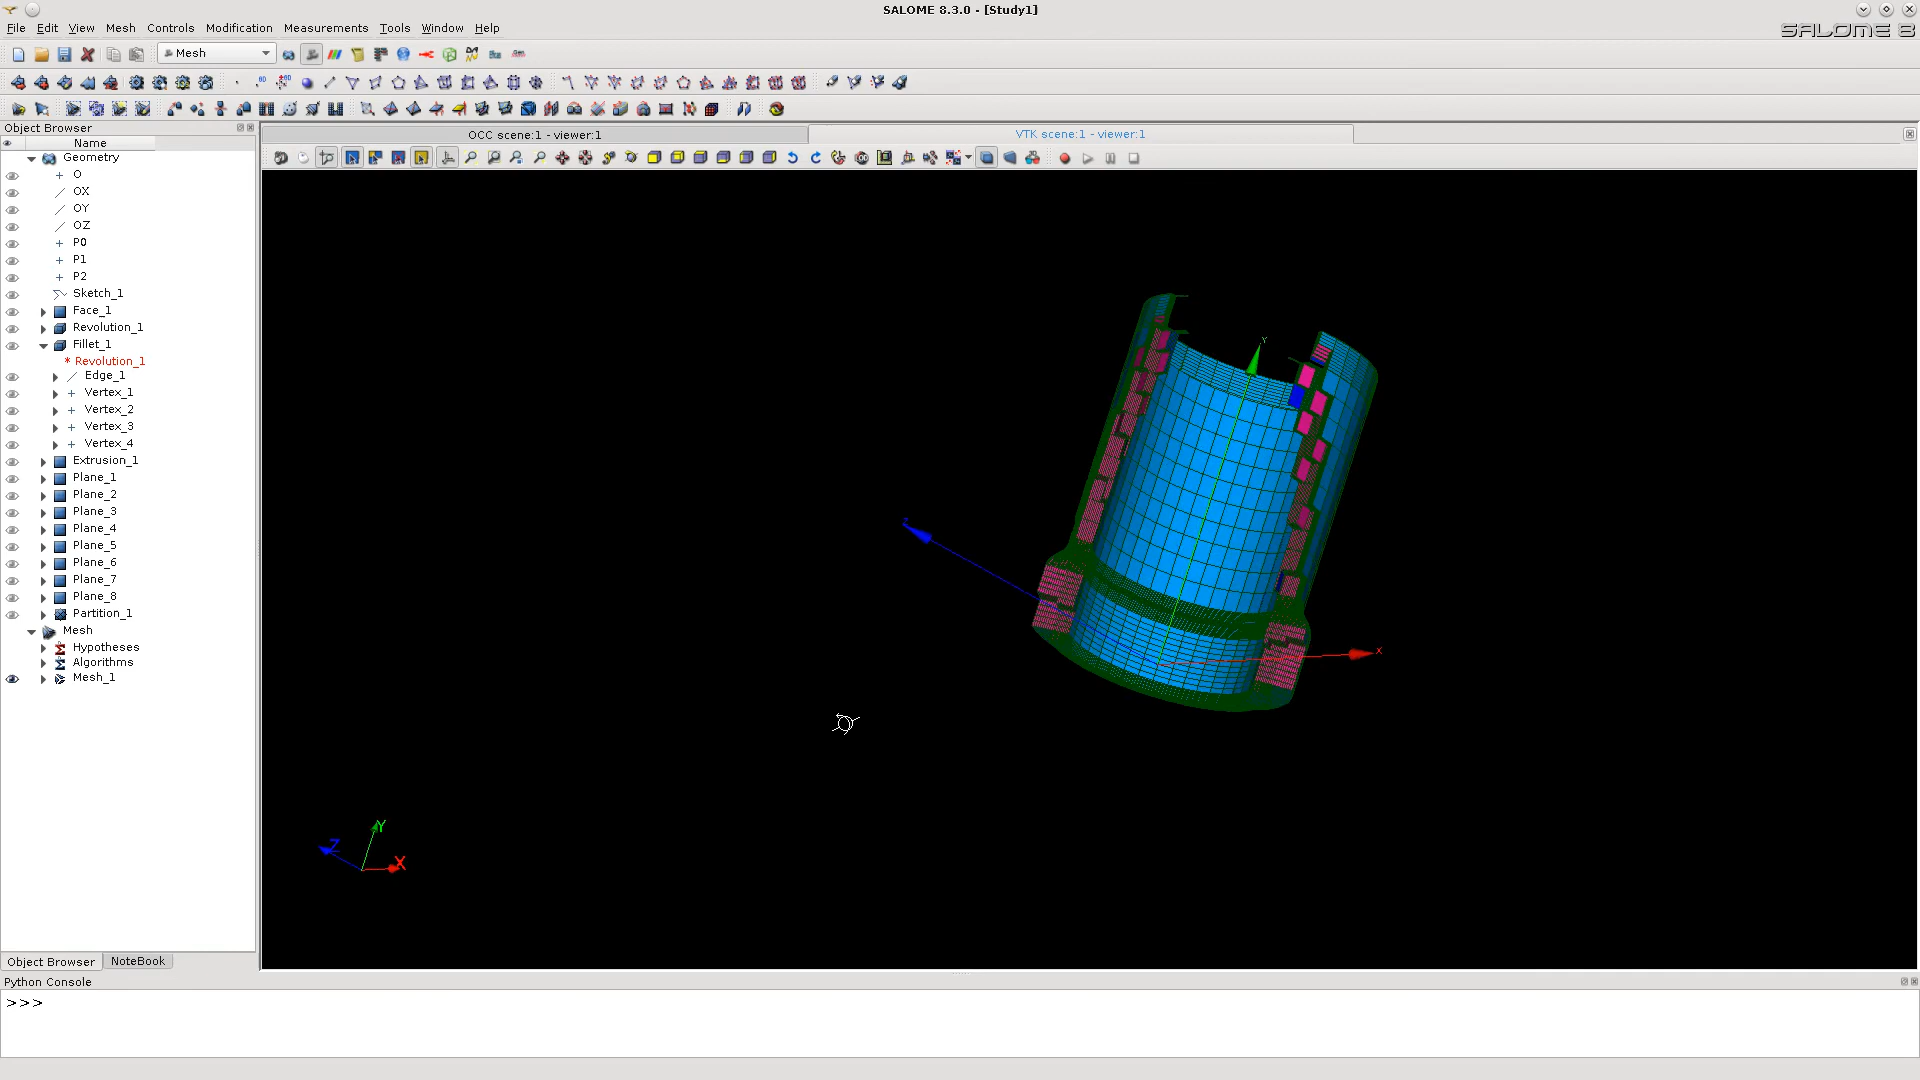 SALOME 8.3.0 - [Study1]
File Edit View Mesh Controls Modification Measurements Tools Window Help
SALOME 8
Mesh
Object Browser
OCC scene:1 - viewer:1
VTK scene:1 - viewer:1
Name
Geometry
O
OX
OY
OZ
P0
P1
P2
Sketch_1
Face_1
Revolution_1
Fillet_1
* Revolution_1
Edge_1
Vertex_1
Vertex_2
Vertex_3
Vertex_4
Extrusion_1
Plane_1
Plane_2
Plane_3
Plane_4
Plane_5
Plane_6
Plane_7
Plane_8
Partition_1
Mesh
Hypotheses
Algorithms
Mesh_1
Y
Z
X
Y
Z
X
Object Browser
NoteBook
Python Console
>>>